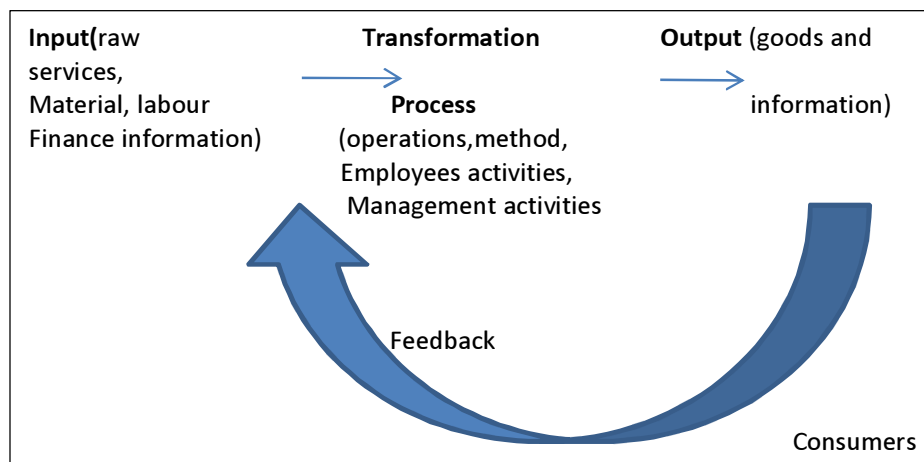 Input(raw
services,
Material, labour
Finance information)
Transformation
Process
(operations,method,
Employees activities,
Management activities
Output (goods and
information)
Feedback
Consumers